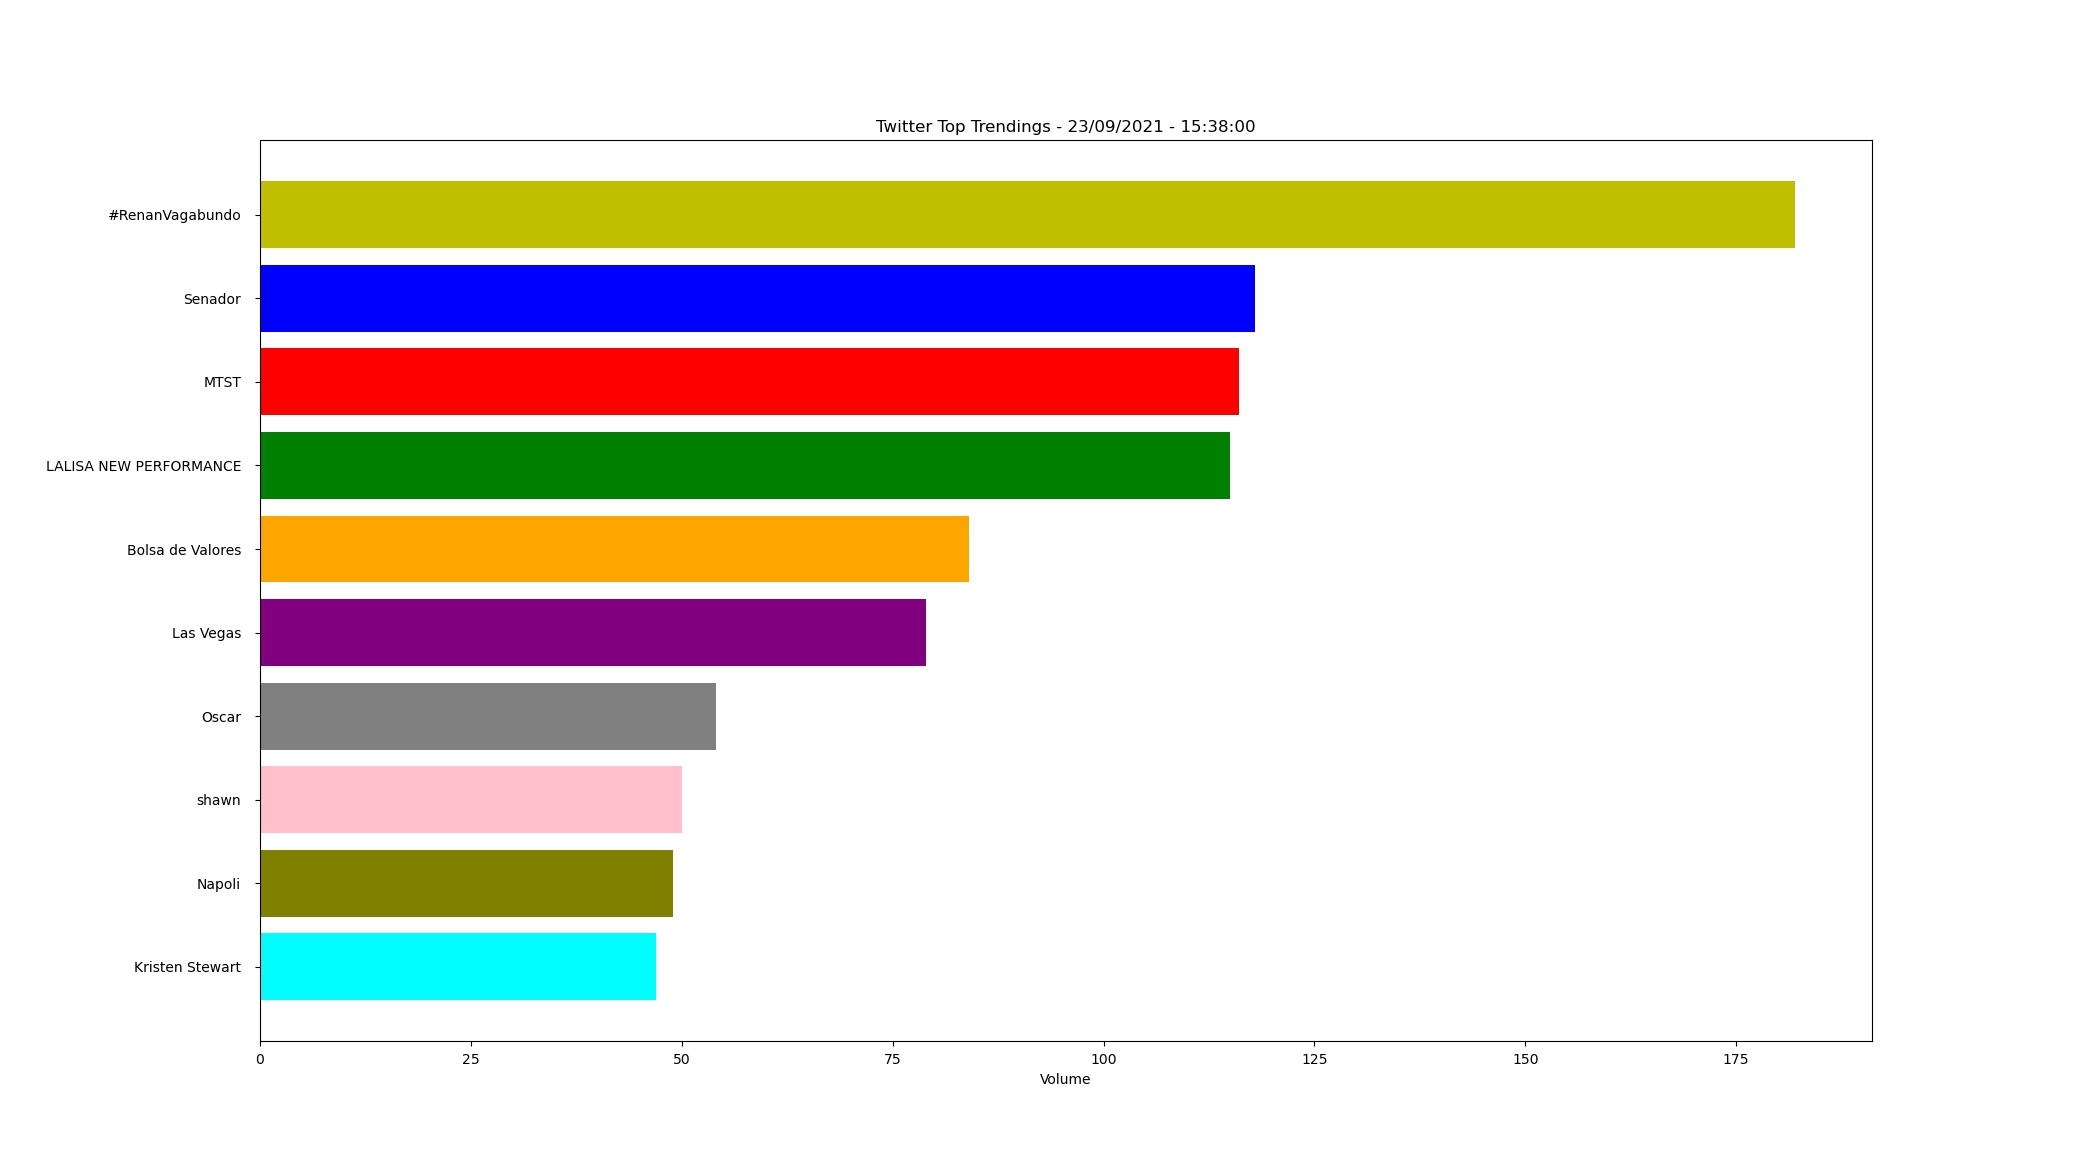 Twitter Top Trendings - 23/09/2021 - 15:38:00
#RenanVagabundo
Senador
MTST
LALISA NEW PERFORMANCE
Bolsa de Valores
Las Vegas
Oscar
shawn
Napoli
Kristen Stewart
0 25 50 75 100 125 150 175
Volume